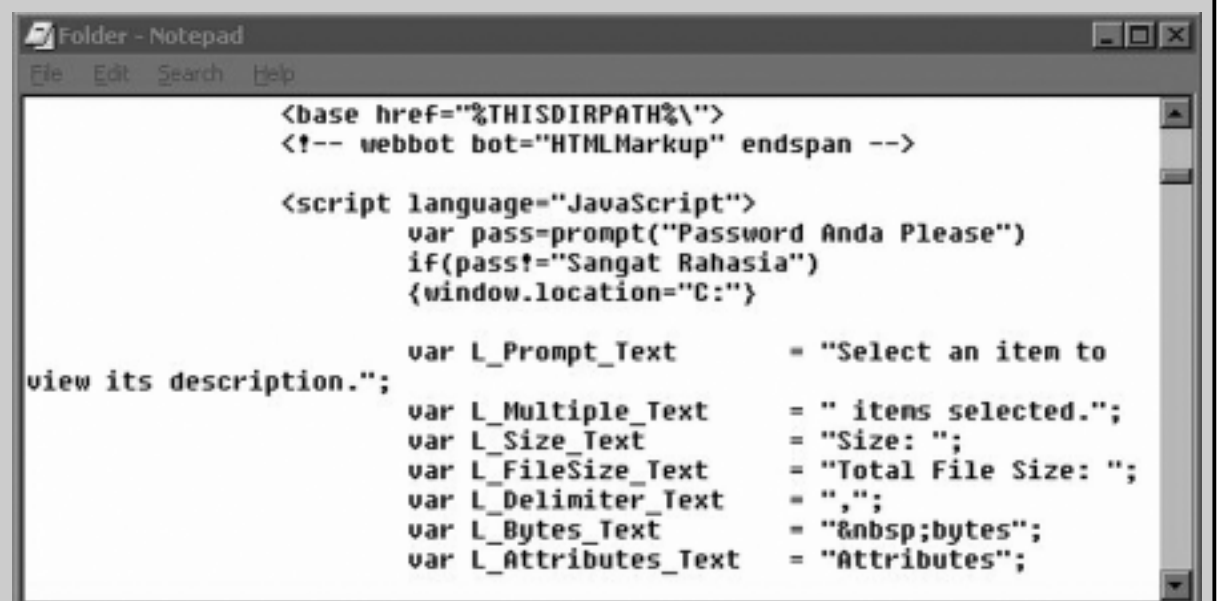 Folder - Notepad
File Edit Search Help
<base href="%THISDIRPATH%\">
<!-- webbot bot="HTMLMarkup" endspan -->
<script language="JavaScript">
var pass=prompt("Password Anda Please")
if(pass!="Sangat Rahasia")
{window.location="C:"}
var L_Prompt_Text = "Select an item to
view its description.";
var L_Multiple_Text = " items selected.";
var L_Size_Text = "Size: ";
var L_FileSize_Text = "Total File Size: ";
var L_Delimiter_Text = ",";
var L_Bytes_Text = "&nbsp;bytes";
var L_Attributes_Text = "Attributes";